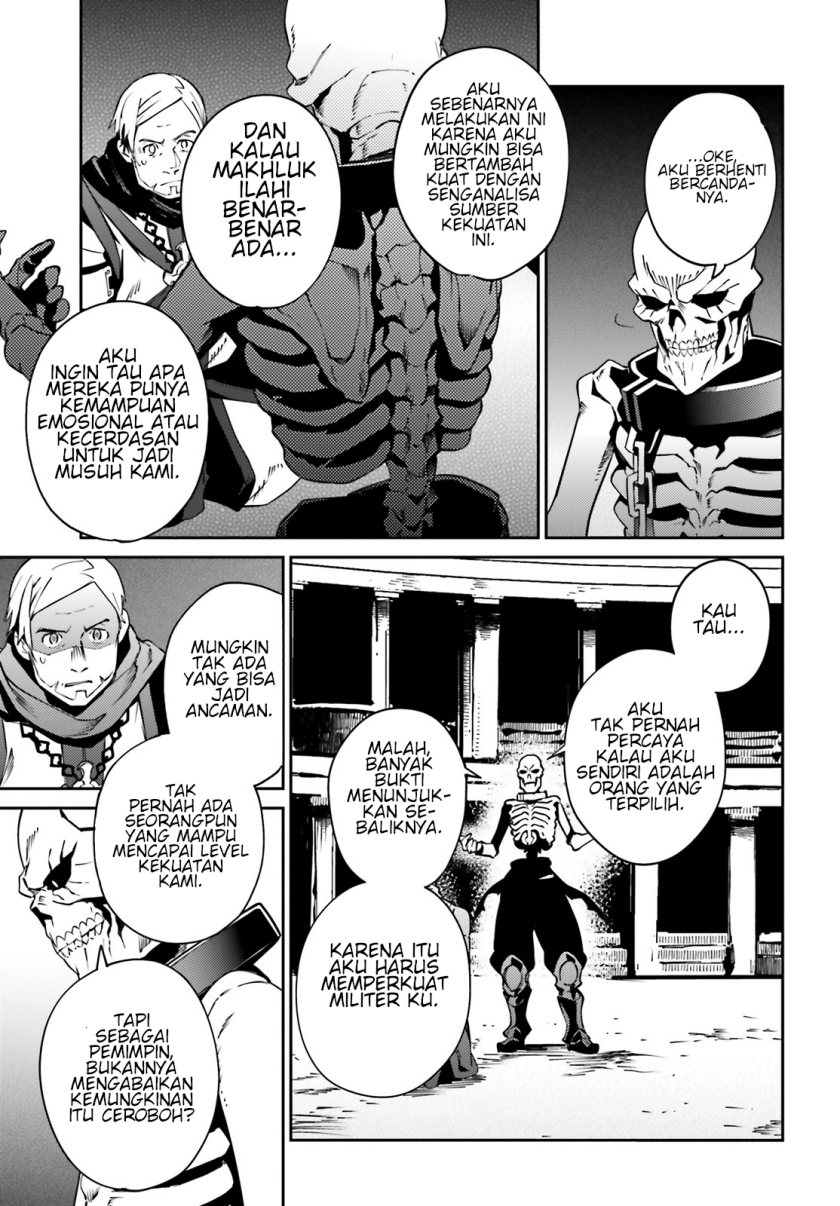 ...OKE,
AKU BERHENTI
BERCANDA-
NYA.
AKU
SEBENARNYA
MELAKUKAN INI
KARENA AKU
MUNGKIN BISA
BERTAMBAH
KUAT DENGAN
SENGANALISA
SUMBER
KEKUATAN
INI.
DAN
KALAU
MAKHLUK
ILAHI
BENAR-
BENAR
ADA...
AKU
INGIN TAU APA
MEREKA PUNYA
KEMAMPUAN
EMOSIONAL ATAU
KECERDASAN
UNTUK JADI
MUSUH KAMI.
KAU
TAU...
AKU
TAK PERNAH
PERCAYA
KALAU AKU
SENDIRI ADALAH
ORANG YANG
TERPILIH.
MALAH,
BANYAK
BUKTI
MENUNJUK-
KAN SE-
BALIKNYA.
KARENA ITU
AKU HARUS
MEMPERKUAT
MILITER KU.
MUNGKIN
TAK ADA
YANG BISA
JADI
ANCAMAN.
TAK
PERNAH ADA
SEORANGPUN
YANG MAMPU
MENCAPAI LEVEL
KEKUATAN
KAMI.
TAPI
SEBAGAI
PEMIMPIN,
BUKANNYA
MENGABAIKAN
KEMUNGKINAN
ITU CEROBOH?